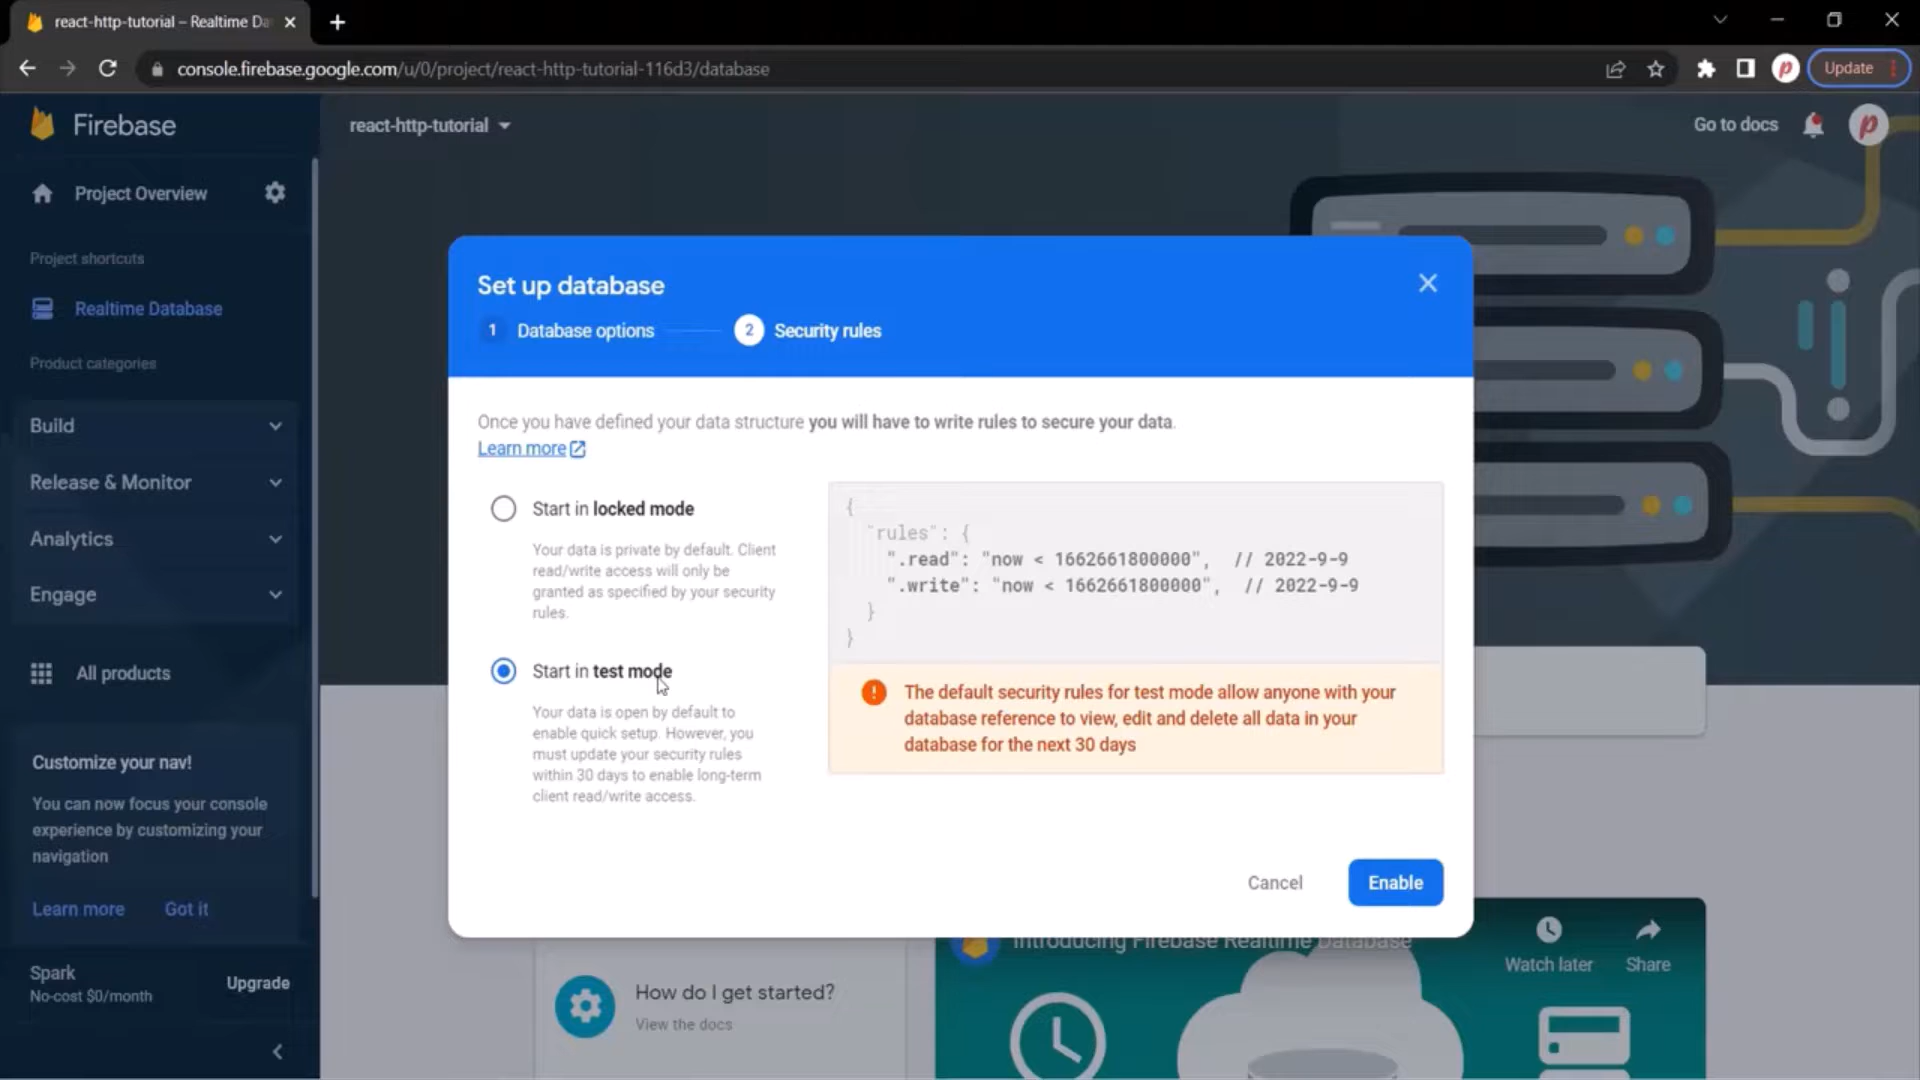 react-http-tutorial – Realtime Da
console.firebase.google.com/u/0/project/react-http-tutorial-116d3/database
Update
Firebase
react-http-tutorial
Go to docs
Project Overview
Project shortcuts
Realtime Database
Product categories
Build
Release & Monitor
Analytics
Engage
All products
Customize your nav!
You can now focus your console
experience by customizing your
navigation
Learn more
Got it
Spark
No-cost $0/month
Upgrade
Set up database
1 Database options
2 Security rules
Once you have defined your data structure you will have to write rules to secure your data.
Learn more
Start in locked mode
Your data is private by default. Client
read/write access will only be
granted as specified by your security
rules.
Start in test mode
Your data is open by default to
enable quick setup. However, you
must update your security rules
within 30 days to enable long-term
client read/write access.
{
"rules": {
".read": "now < 1662661800000", // 2022-9-9
".write": "now < 1662661800000", // 2022-9-9
}
}
The default security rules for test mode allow anyone with your
database reference to view, edit and delete all data in your
database for the next 30 days
Cancel
Enable
How do I get started?
View the docs
Introducing Firebase Realtime Database
Watch later
Share